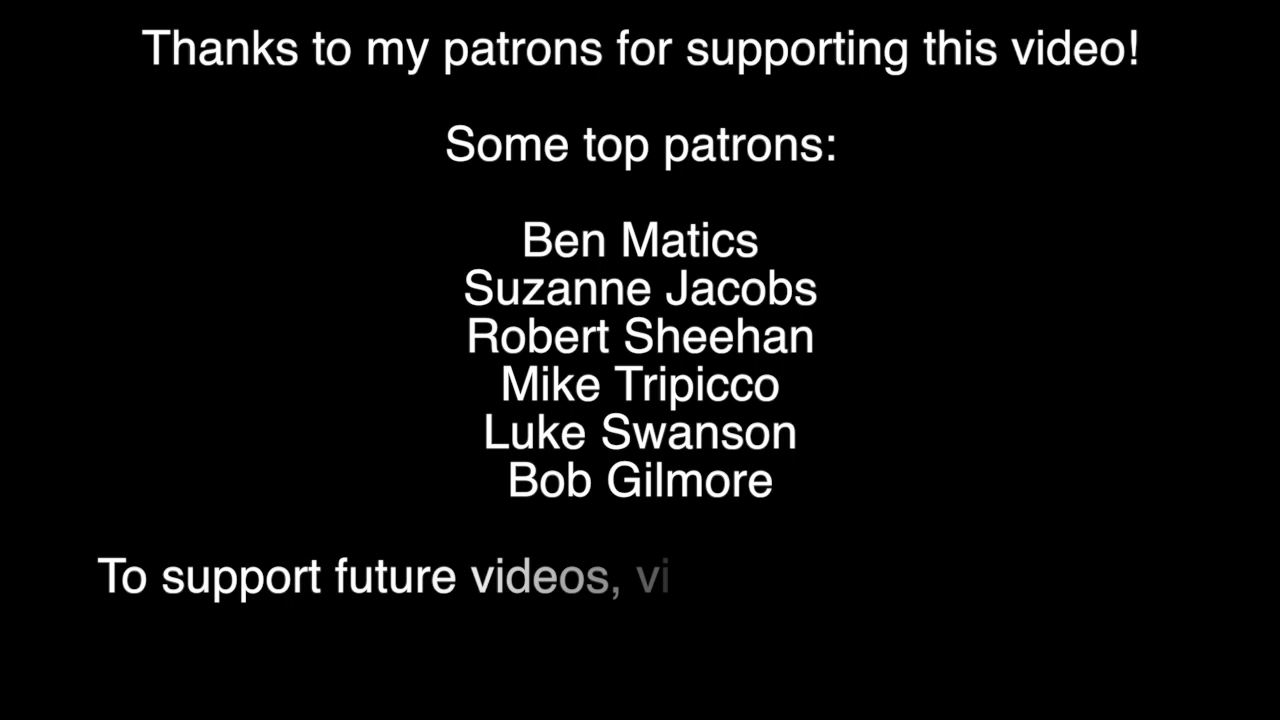 Thanks to my patrons for supporting this video!
Some top patrons:
Ben Matics
Suzanne Jacobs
Robert Sheehan
Mike Tripicco
Luke Swanson
Bob Gilmore
To support future videos, vi